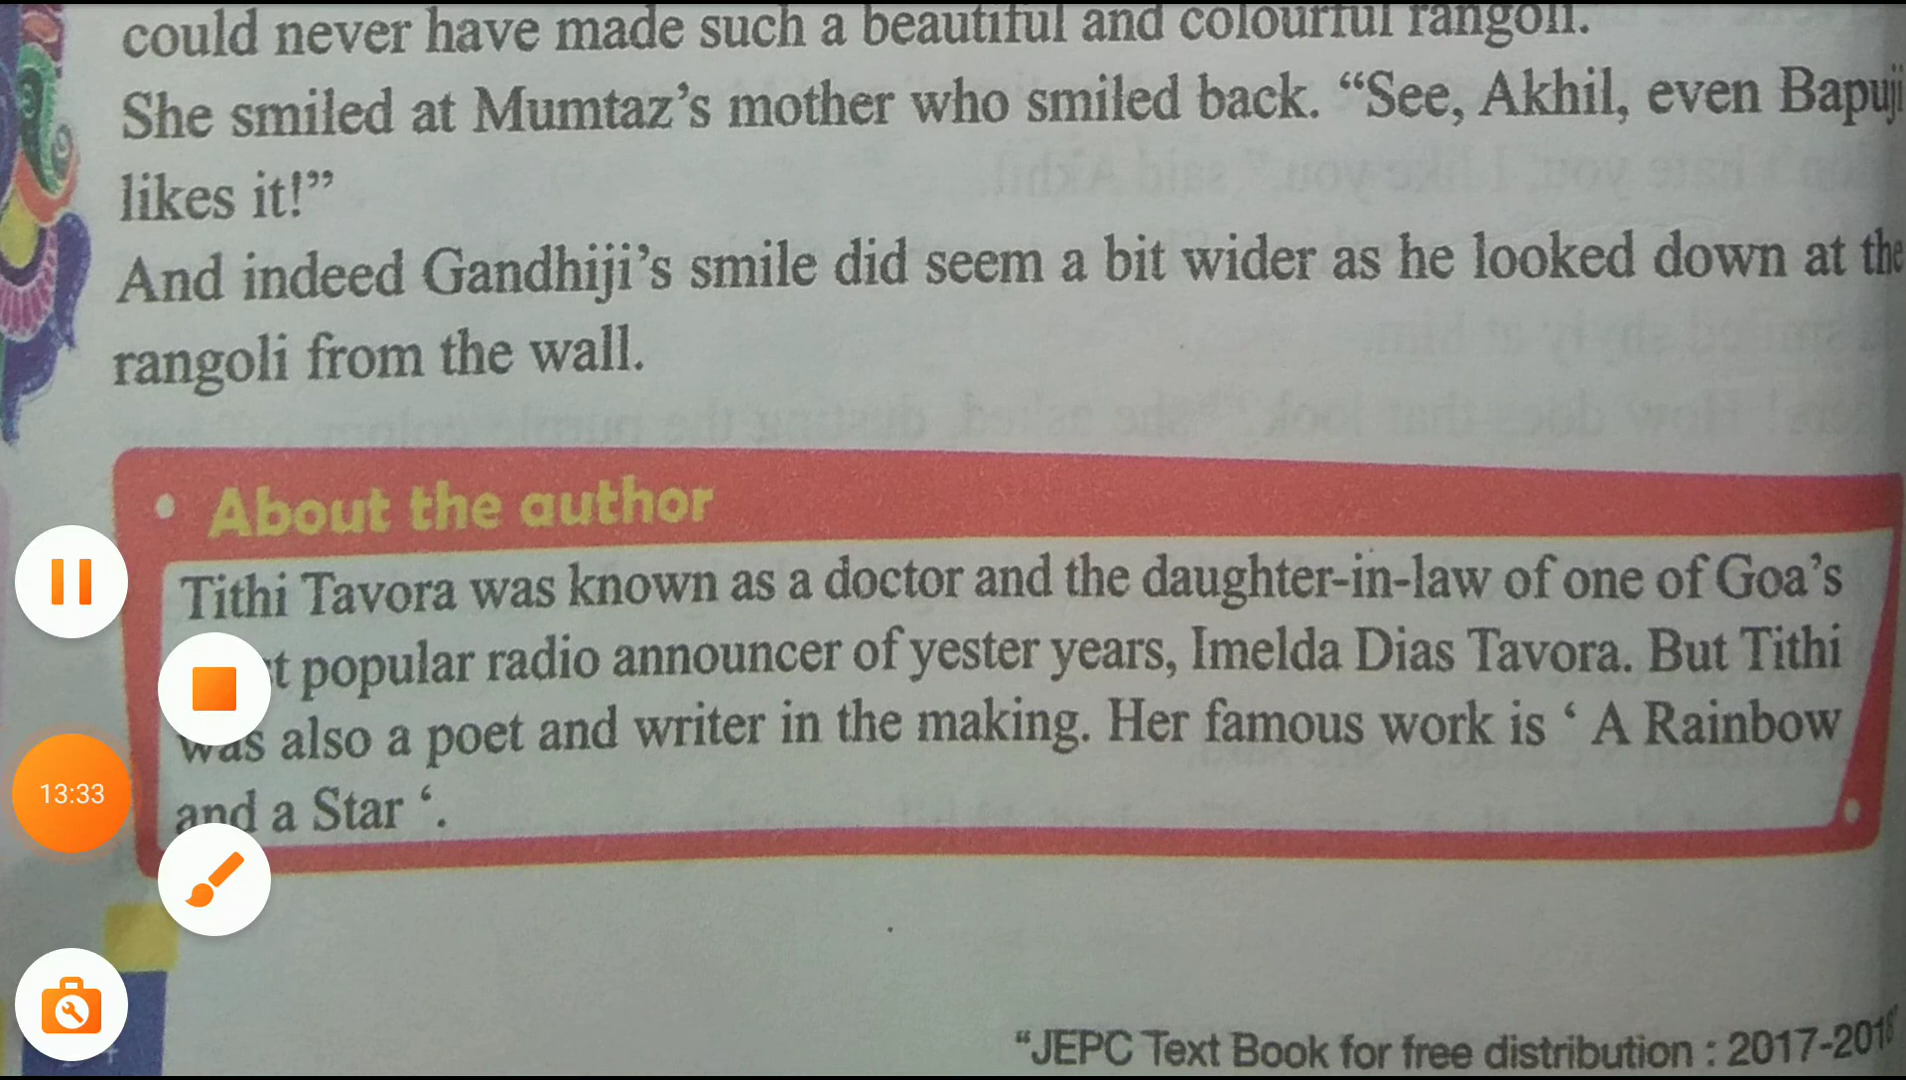 could never have made such a beautiful and colourful rangoli.
She smiled at Mumtaz’s mother who smiled back. “See, Akhil, even Bapuji
likes it!”
And indeed Gandhiji’s smile did seem a bit wider as he looked down at the
rangoli from the wall.
• About the author
Tithi Tavora was known as a doctor and the daughter-in-law of one of Goa’s
popular radio announcer of yester years, Imelda Dias Tavora. But Tithi
was also a poet and writer in the making. Her famous work is ‘ A Rainbow
and a Star ‘.
13:33
“JEPC Text Book for free distribution : 2017-2018